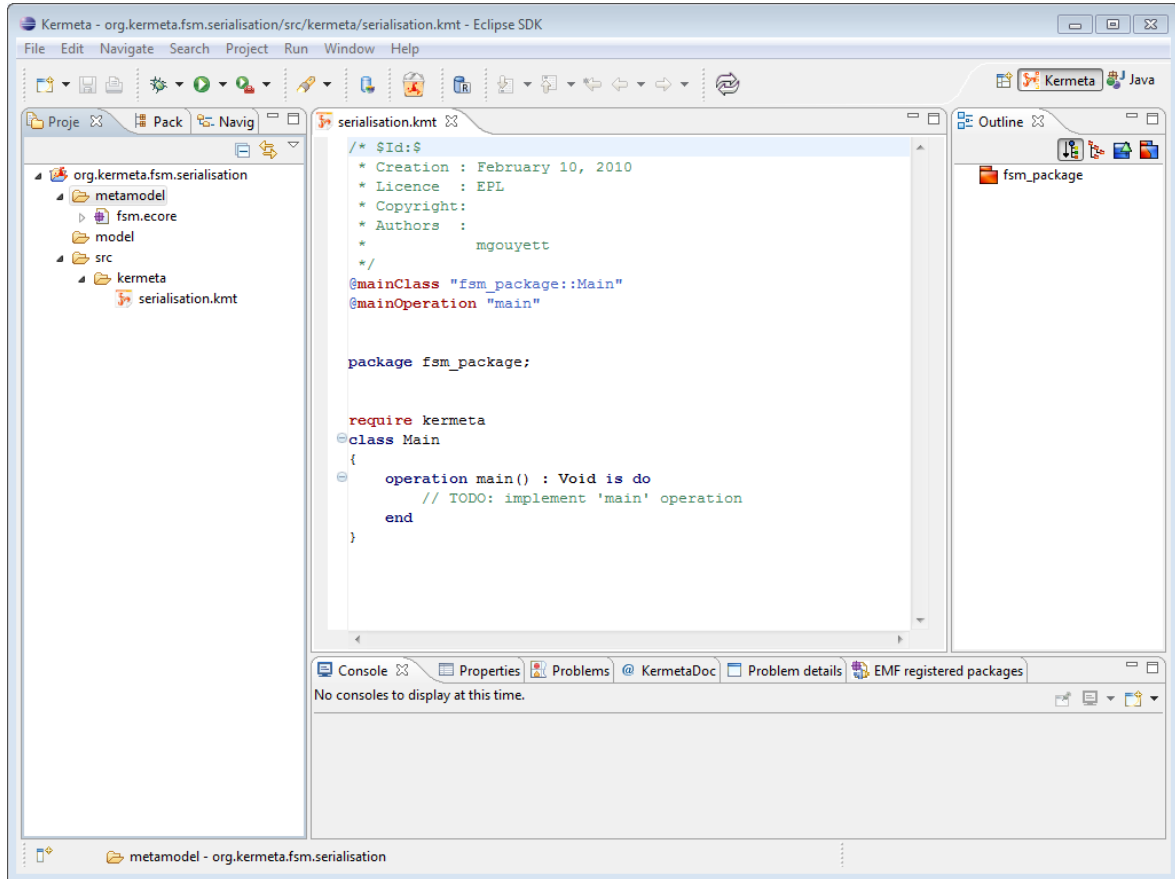 Kermeta - org.kermeta.fsm.serialisation/src/kermeta/serialisation.kmt - Eclipse SDK
File Edit Navigate Search Project Run Window Help
Kermeta Java
Proje Pack Navig
org.kermeta.fsm.serialisation
metamodel
fsm.ecore
model
src
kermeta
serialisation.kmt
serialisation.kmt
/* $Id:$
* Creation : February 10, 2010
* Licence : EPL
* Copyright:
* Authors :
* mgouyett
*/
@mainClass "fsm_package::Main"
@mainOperation "main"
package fsm_package;
require kermeta
class Main
{
operation main() : Void is do
// TODO: implement 'main' operation
end
}
Outline
fsm_package
Console Properties Problems @ KermetaDoc Problem details EMF registered packages
No consoles to display at this time.
metamodel - org.kermeta.fsm.serialisation